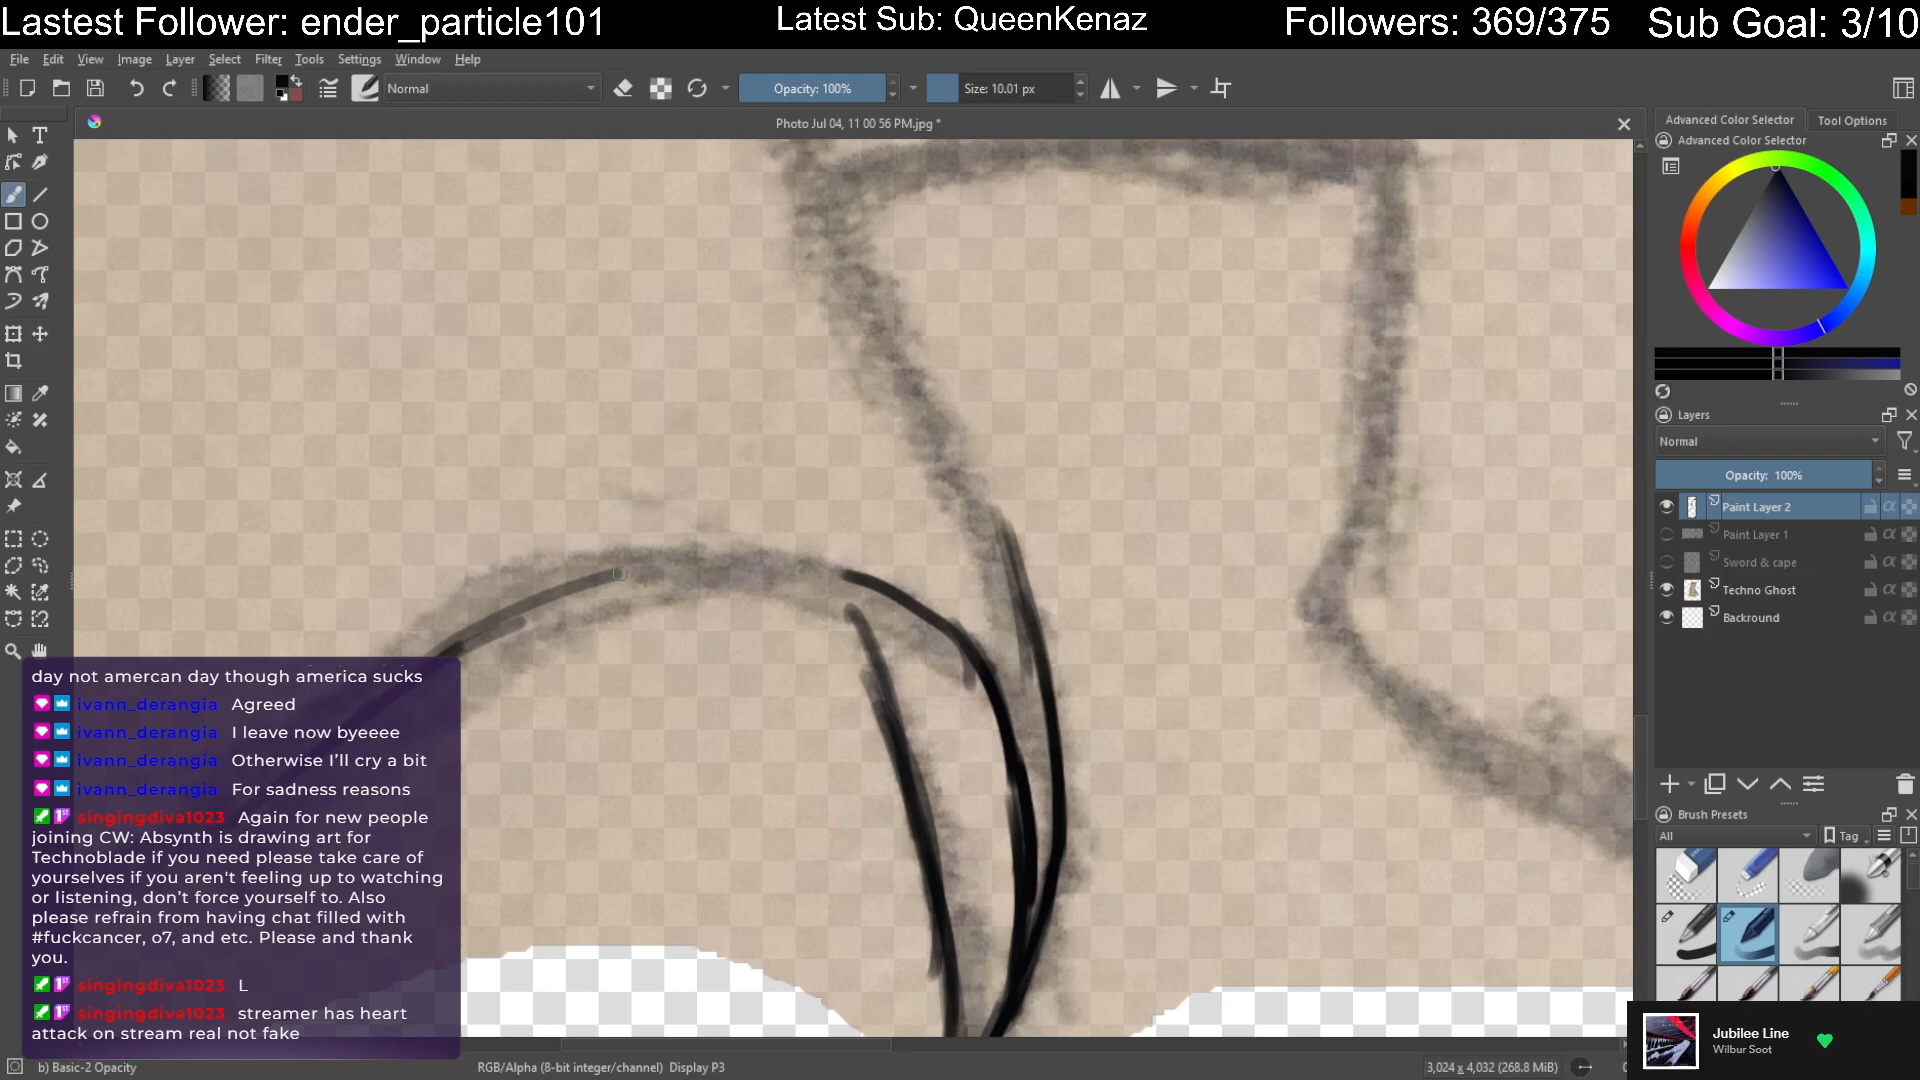 Lastest Follower: ender_particle101
Latest Sub: QueenKenaz
Followers: 369/375
Sub Goal: 3/10
File Edit View Image Layer Select Filter Tools Settings Window Help
Normal
Opacity: 100%
Size: 10.01 px
Photo Jul 04, 11 00 56 PM.jpg *
Advanced Color Selector
Tool Options
Advanced Color Selector
Layers
Normal
Opacity: 100%
Paint Layer 2
Paint Layer 1
Sword & cape
Techno Ghost
Backround
Brush Presets
All
Tag
day not amercan day though america sucks
ivann_derangia Agreed
ivann_derangia I leave now byeeee
ivann_derangia Otherwise I'll cry a bit
ivann_derangia For sadness reasons
singingdiva1023 Again for new people
joining CW: Absynth is drawing art for
Technoblade if you need please take care of
yourselves if you aren't feeling up to watching
or listening, don't force yourself to. Also
please refrain from having chat filled with
#fuckcancer, o7, and etc. Please and thank
you.
singingdiva1023 L
singingdiva1023 streamer has heart
attack on stream real not fake
Jubilee Line
Wilbur Soot
b) Basic-2 Opacity
RGB/Alpha (8-bit integer/channel) Display P3
3,024 x 4,032 (268.8 MiB)